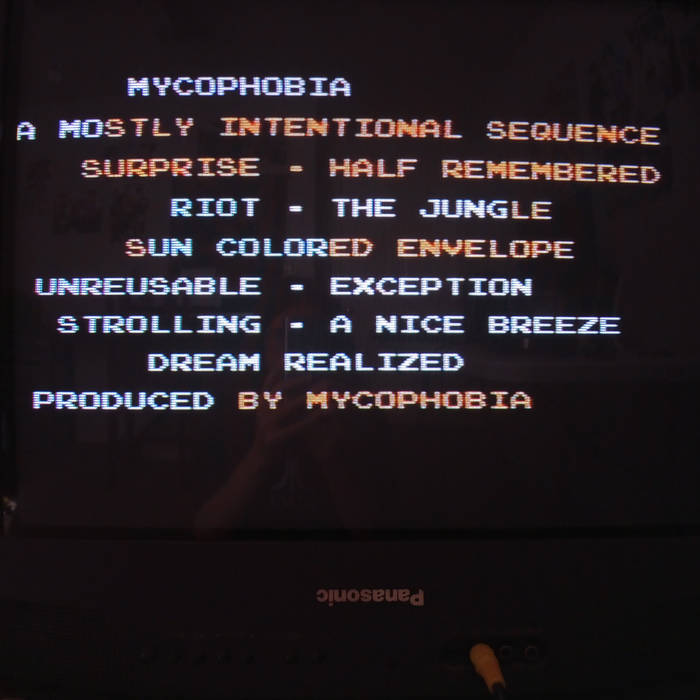 MYCOPHOBIA
A MOSTLY INTENTIONAL SEQUENCE
SURPRISE - HALF REMEMBERED
RIOT - THE JUNGLE
SUN COLORED ENVELOPE
UNREUSABLE - EXCEPTION
STROLLING - A NICE BREEZE
DREAM REALIZED
PRODUCED BY MYCOPHOBIA
Panasonic